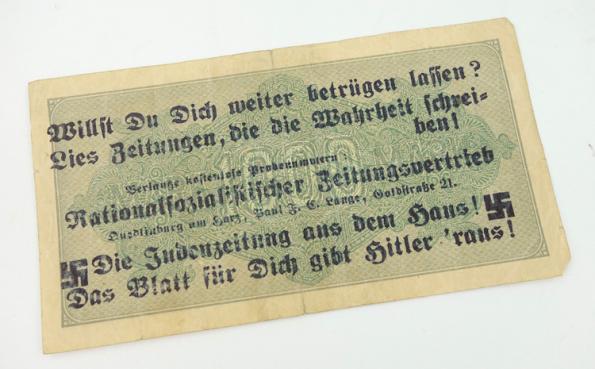 Willst Du Dich weiter betrügen lassen?
Lies Zeitungen, die die Wahrheit schrei-
ben!
Verlange kostenlose Probenummern:
Nationalsozialistischer Zeitungsvertrieb
Quedlinburg am Harz, Paul F. C. Lange, Goldstraße 21.
Die Judenzeitung aus dem Haus!
Das Blatt für Dich gibt Hitler 'raus!
1000